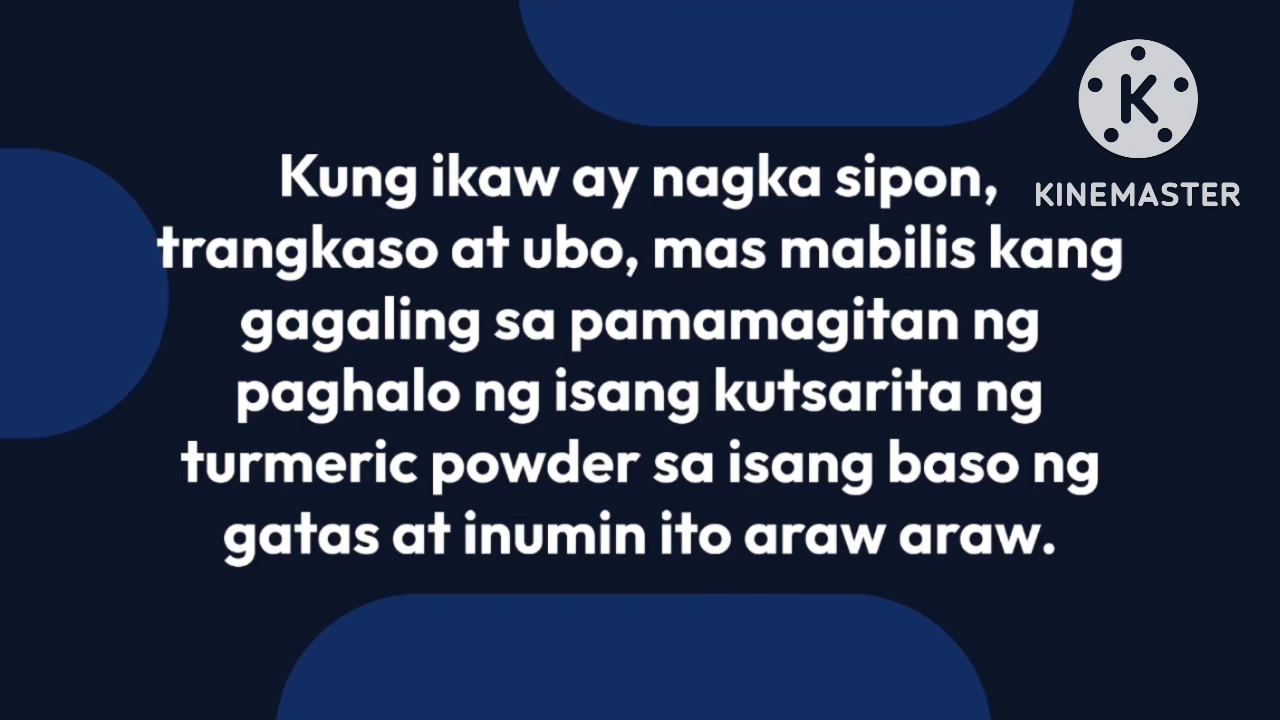 KINEMASTER
Kung ikaw ay nagka sipon,
trangkaso at ubo, mas mabilis kang
gagaling sa pamamagitan ng
paghalo ng isang kutsarita ng
turmeric powder sa isang baso ng
gatas at inumin ito araw araw.